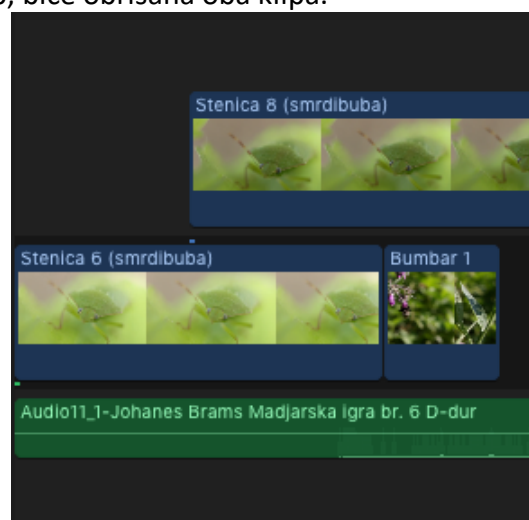 biće obrisana oba klipa.
Stenica 8 (smrdibuba)
Stenica 6 (smrdibuba)
Bumbar 1
Audio11_1-Johanes Brams Madjarska igra br. 6 D-dur